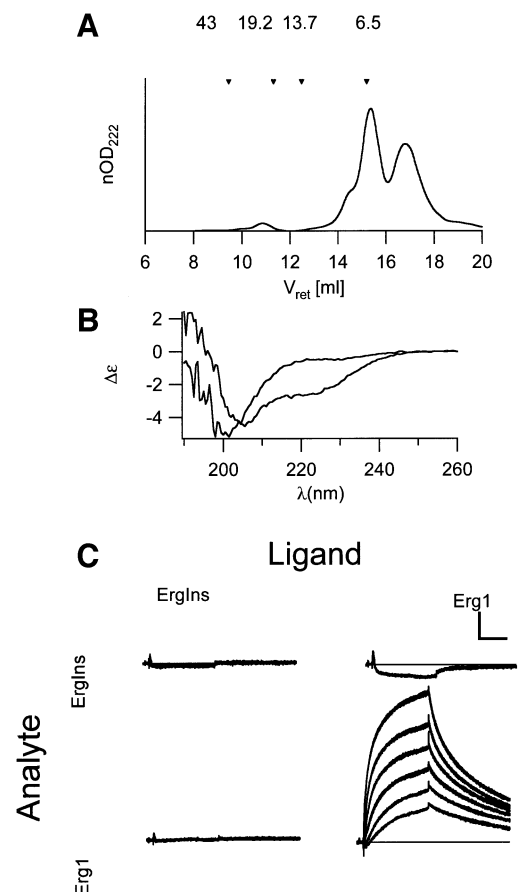 A
43 19.2 13.7 6.5
nOD222
6 8 10 12 14 16 18 20
Vret [ml]
B
2
0
-2
-4
Δε
200 220 240 260
λ(nm)
C
Ligand
ErgIns Erg1
Analyte
ErgIns
Erg1